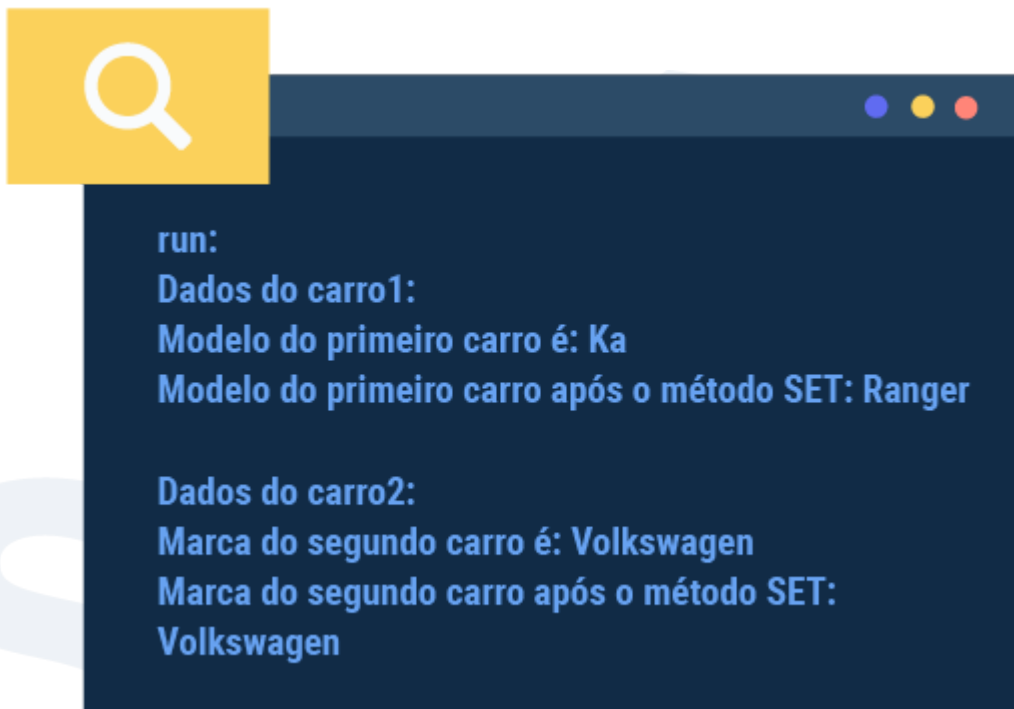 run:
Dados do carro1:
Modelo do primeiro carro é: Ka
Modelo do primeiro carro após o método SET: Ranger
Dados do carro2:
Marca do segundo carro é: Volkswagen
Marca do segundo carro após o método SET:
Volkswagen